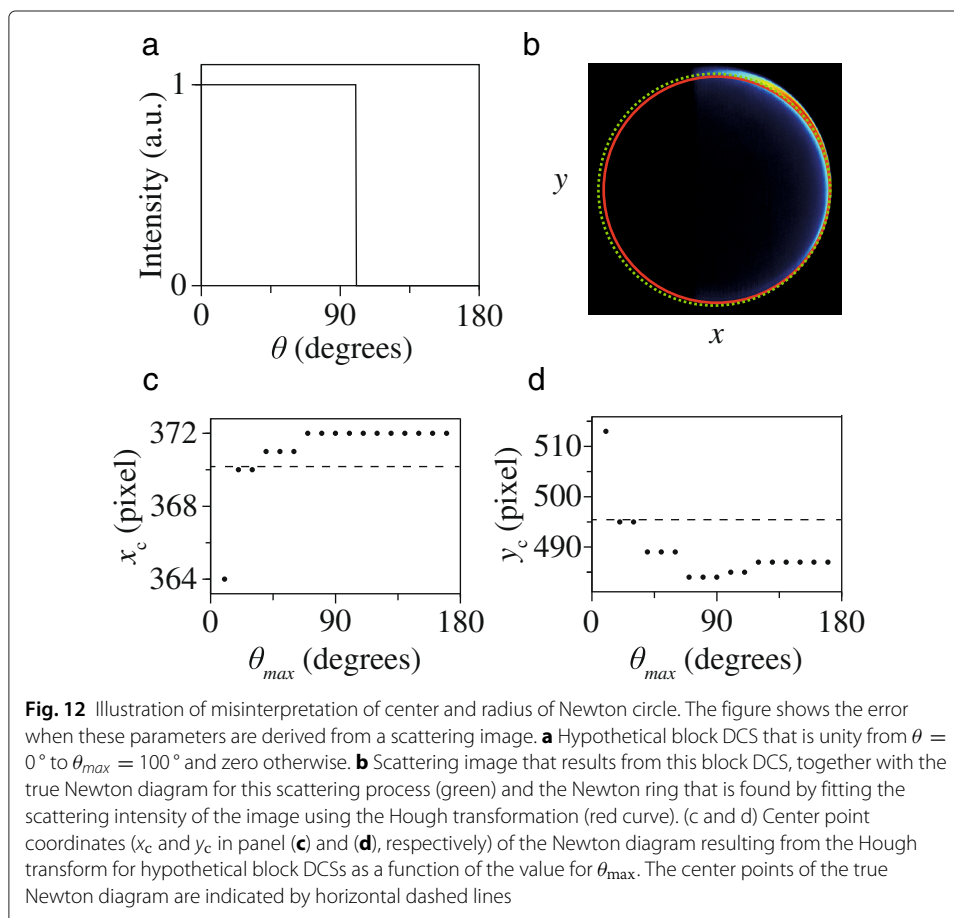 a
Intensity (a.u.)
1
0
0
90
180
θ (degrees)
b
y
x
c
x_c (pixel)
372
368
364
0
90
180
θ_max (degrees)
d
y_c (pixel)
510
500
490
0
90
180
θ_max (degrees)
Fig. 12 Illustration of misinterpretation of center and radius of Newton circle. The figure shows the error
when these parameters are derived from a scattering image. a Hypothetical block DCS that is unity from θ =
0° to θ_max = 100° and zero otherwise. b Scattering image that results from this block DCS, together with the
true Newton diagram for this scattering process (green) and the Newton ring that is found by fitting the
scattering intensity of the image using the Hough transformation (red curve). (c and d) Center point
coordinates (x_c and y_c in panel (c) and (d), respectively) of the Newton diagram resulting from the Hough
transform for hypothetical block DCSs as a function of the value for θ_max. The center points of the true
Newton diagram are indicated by horizontal dashed lines